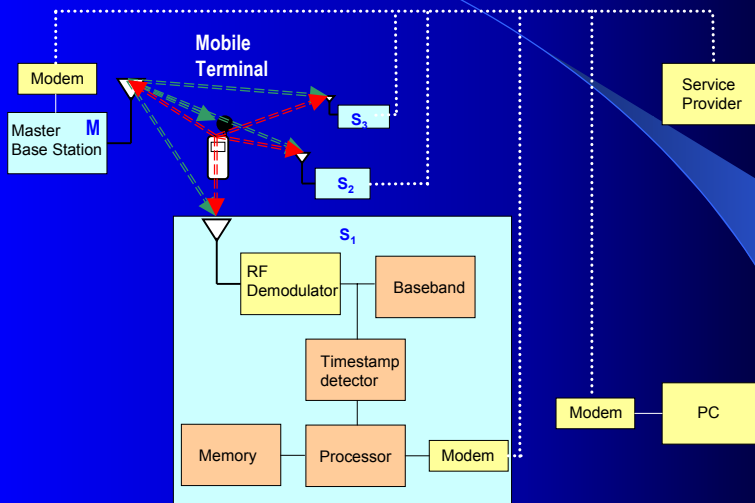 Mobile
Terminal
Modem
Service
Provider
Master M
Base Station
S3
S2
S1
RF
Demodulator
Baseband
Timestamp
detector
Modem
PC
Memory
Processor
Modem